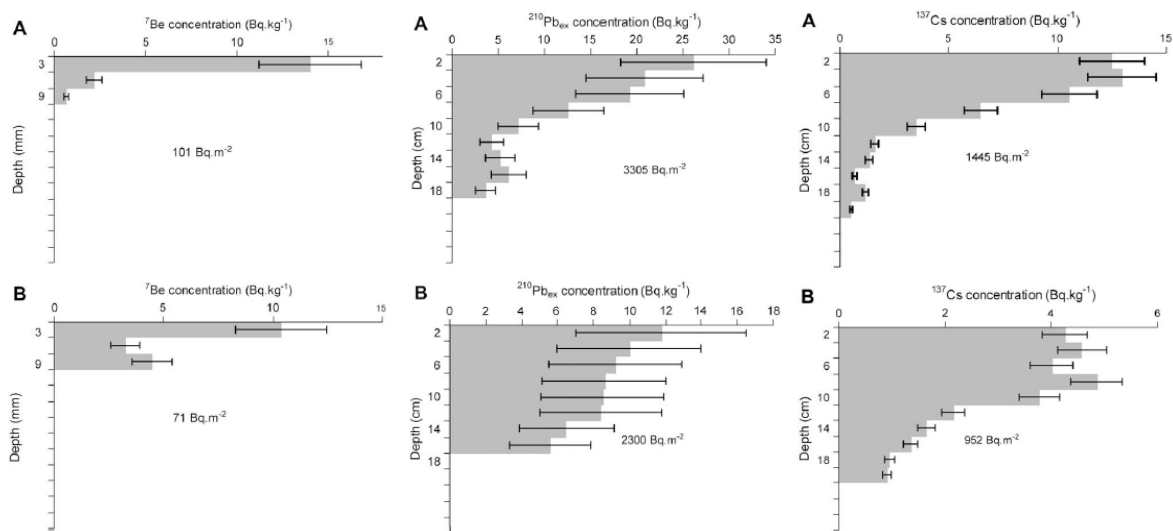 A
⁷Be concentration (Bq.kg⁻¹)
0 5 10 15
3
9
Depth (mm)
101 Bq.m⁻²
²¹⁰Pbₑₓ concentration (Bq.kg⁻¹)
0 5 10 15 20 25 30 35
2
6
10
14
18
Depth (cm)
3305 Bq.m⁻²
A
¹³⁷Cs concentration (Bq.kg⁻¹)
0 5 10 15
2
6
10
14
18
Depth (cm)
1445 Bq.m⁻²
A
B
⁷Be concentration (Bq.kg⁻¹)
0 5 10 15
3
9
Depth (mm)
71 Bq.m⁻²
B
²¹⁰Pbₑₓ concentration (Bq.kg⁻¹)
0 2 4 6 8 10 12 14 16 18
2
6
10
14
18
Depth (cm)
2300 Bq.m⁻²
B
¹³⁷Cs concentration (Bq.kg⁻¹)
0 2 4 6
2
6
10
14
18
Depth (cm)
952 Bq.m⁻²